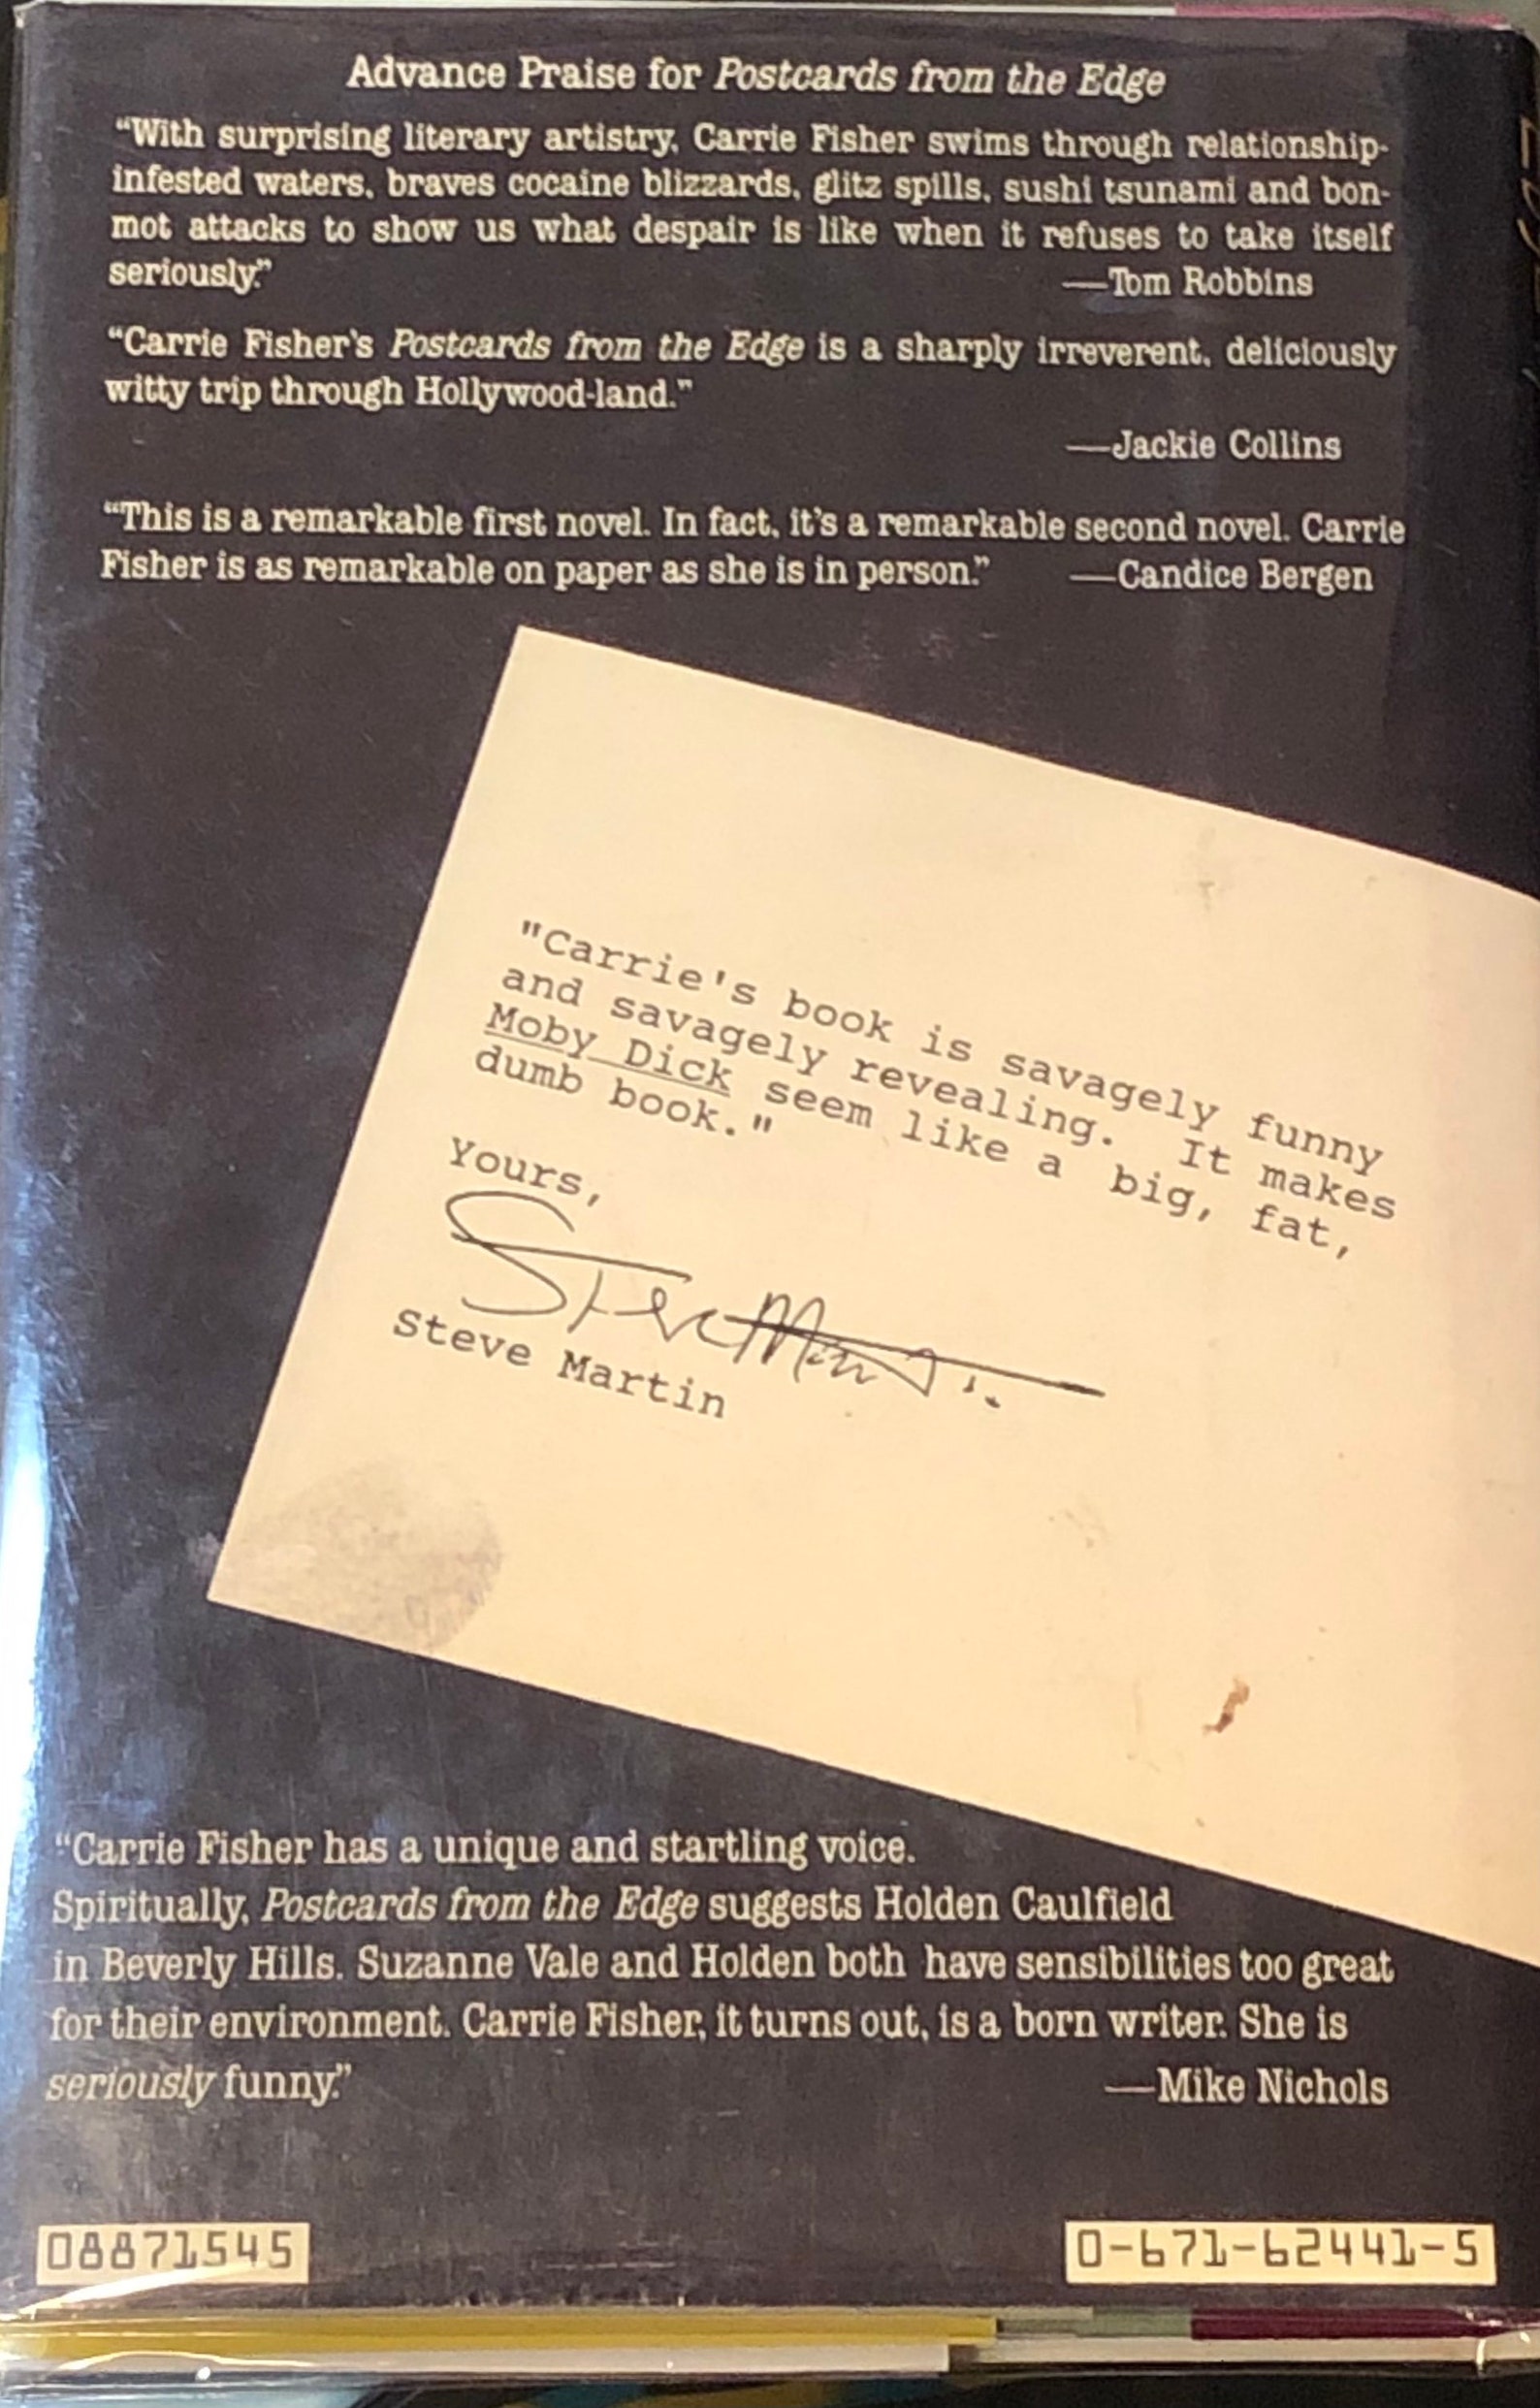 Advance Praise for Postcards from the Edge
“With surprising literary artistry, Carrie Fisher swims through relationship-
infested waters, braves cocaine blizzards, glitz spills, sushi tsunami and bon-
mot attacks to show us what despair is like when it refuses to take itself
seriously.” —Tom Robbins
“Carrie Fisher's Postcards from the Edge is a sharply irreverent, deliciously
witty trip through Hollywood-land.”
—Jackie Collins
“This is a remarkable first novel. In fact, it's a remarkable second novel. Carrie
Fisher is as remarkable on paper as she is in person.” —Candice Bergen
"Carrie's book is savagely funny
and savagely revealing. It makes
Moby Dick seem like a big, fat,
dumb book."
Yours,
Steve Martin
Steve Martin
“Carrie Fisher has a unique and startling voice.
Spiritually, Postcards from the Edge suggests Holden Caulfield
in Beverly Hills. Suzanne Vale and Holden both have sensibilities too great
for their environment. Carrie Fisher, it turns out, is a born writer. She is
seriously funny.” —Mike Nichols
08871545 0-671-62441-5